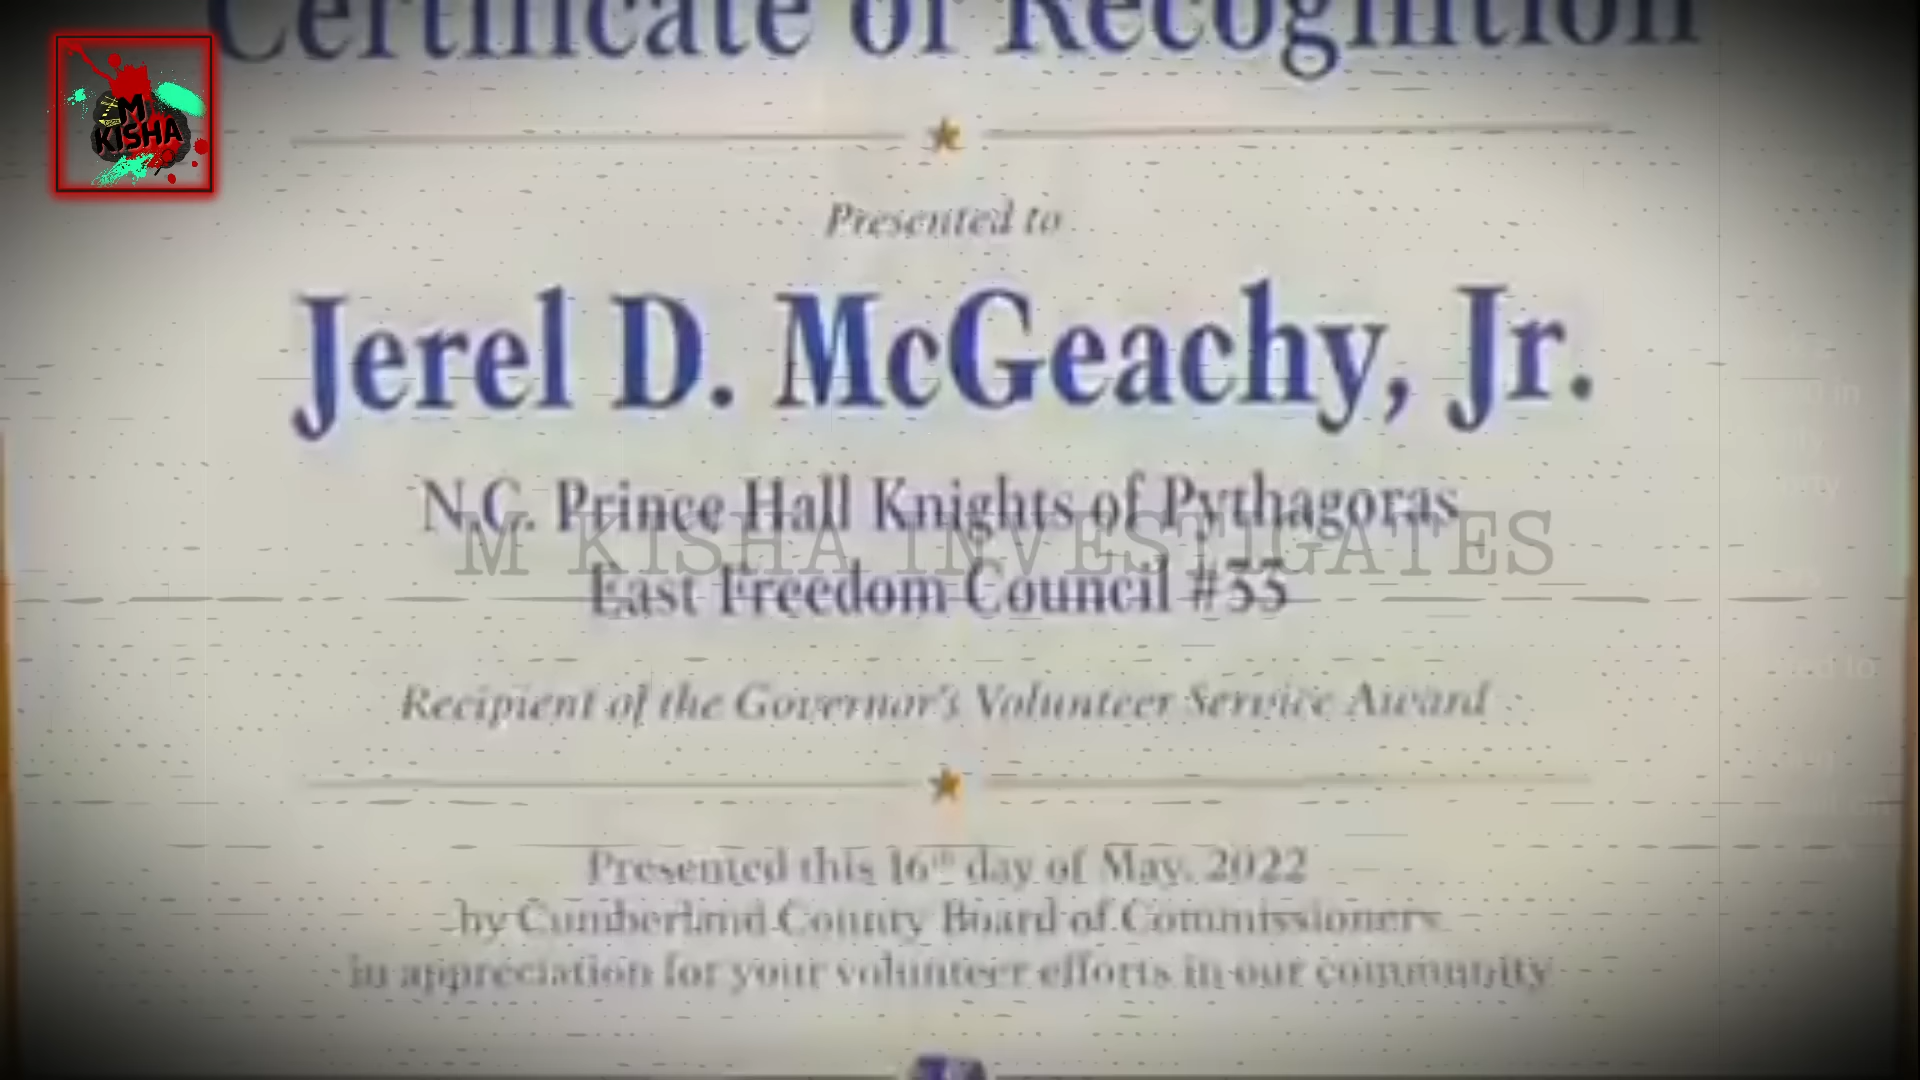 Certificate of Recognition
M
KISHA
Presented to
Jerel D. McGeachy, Jr.
N.C. Prince Hall Knights of Pythagoras
M KISHA INVESTIGATES
East Freedom Council #33
Recipient of the Governor's Volunteer Service Award
Presented this 16th day of May, 2022
by Cumberland County Board of Commissioners
in appreciation for your volunteer efforts in our community